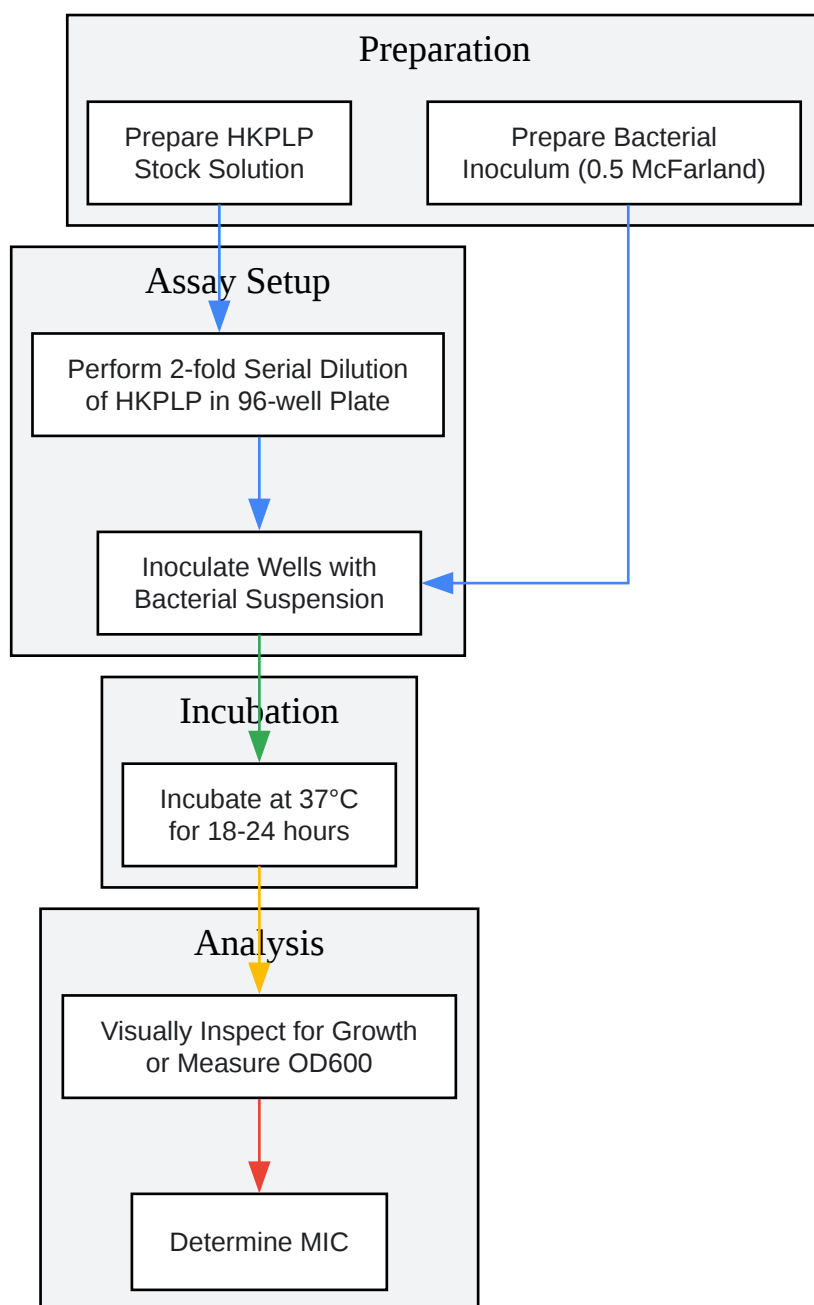 Preparation
Prepare HKPLP
Stock Solution
Prepare Bacterial
Inoculum (0.5 McFarland)
Assay Setup
Perform 2-fold Serial Dilution
of HKPLP in 96-well Plate
Inoculate Wells with
Bacterial Suspension
Incubation
Incubate at 37°C
for 18-24 hours
Analysis
Visually Inspect for Growth
or Measure OD600
Determine MIC